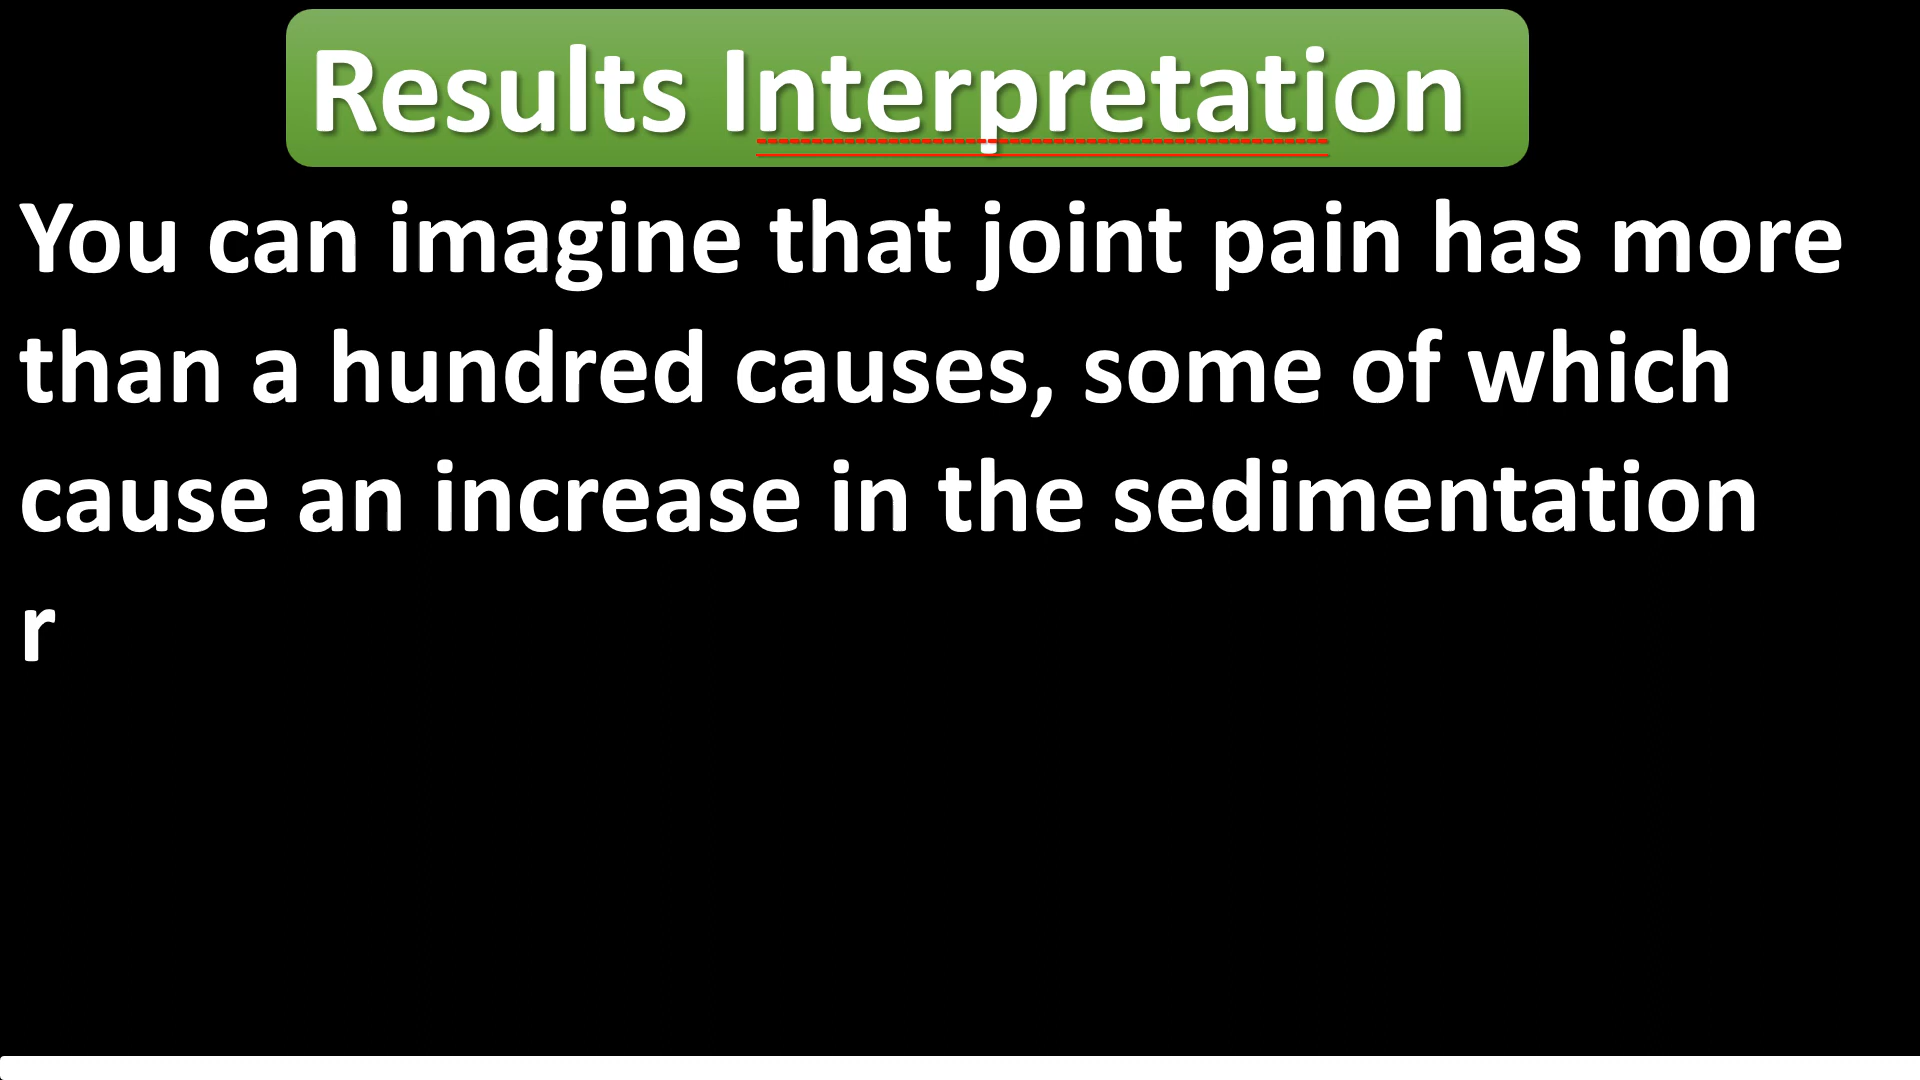 Results Interpretation
You can imagine that joint pain has more
than a hundred causes, some of which
cause an increase in the sedimentation
r